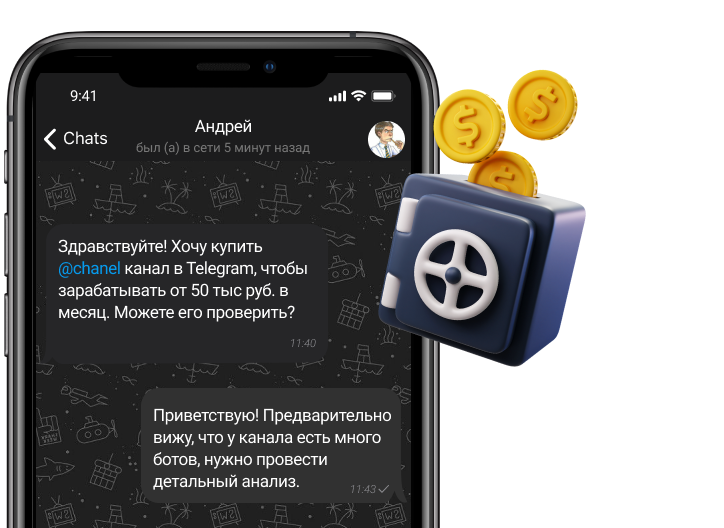 9:41
Chats
Андрей
был (а) в сети 5 минут назад
Здравствуйте! Хочу купить
@chanel канал в Telegram, чтобы
зарабатывать от 50 тыс руб. в
месяц. Можете его проверить?
11:40
Приветствую! Предварительно
вижу, что у канала есть много
ботов, нужно провести
детальный анализ.
11:43